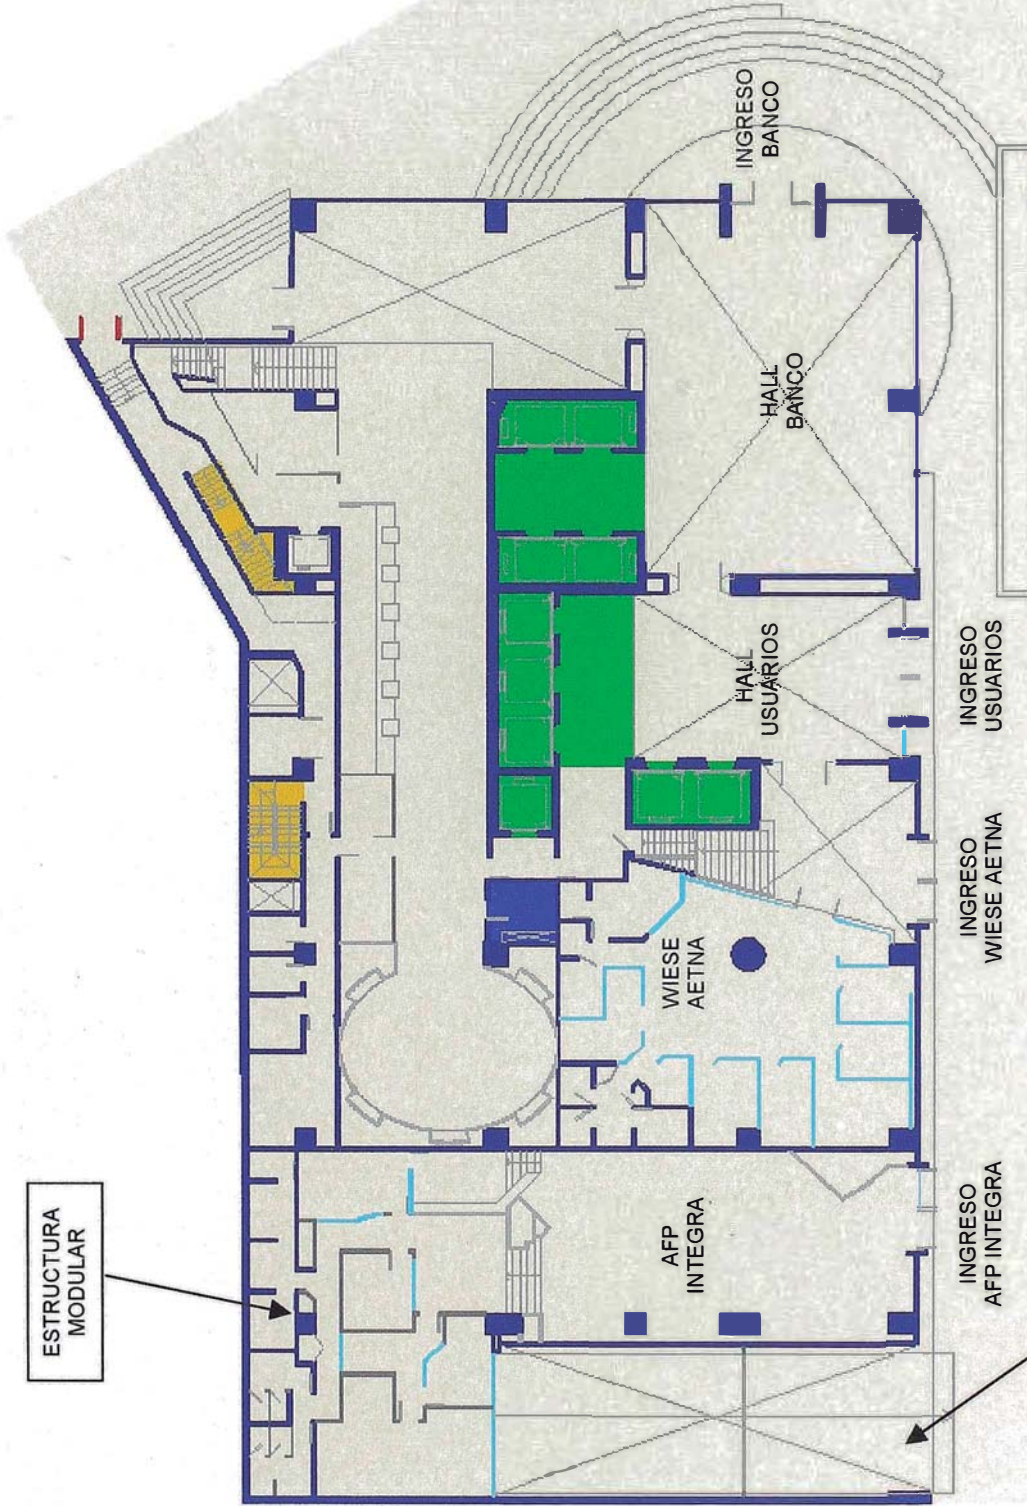 INGRESO
BANCO
HALL
BANCO
HALL
USUARIOS
INGRESO
USUARIOS
WIESE
AETNA
INGRESO
WIESE AETNA
AFP
INTEGRA
INGRESO
AFP INTEGRA
ESTRUCTURA
MODULAR